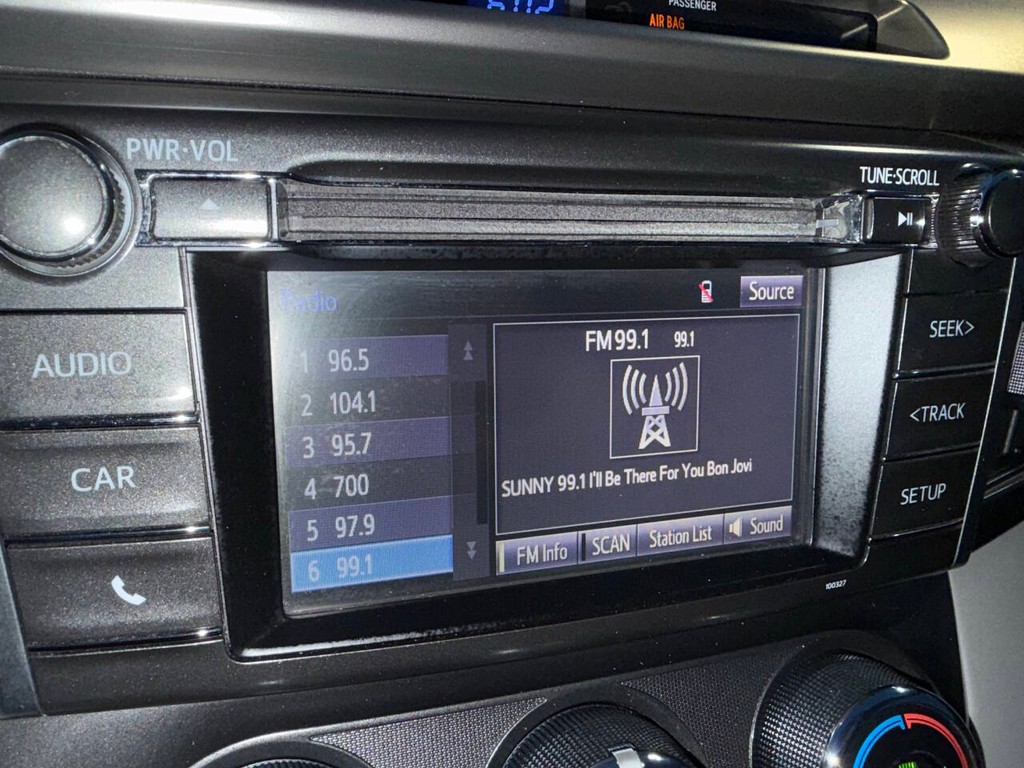 PASSENGER
AIR BAG
PWR·VOL
TUNE·SCROLL
Radio
Source
AUDIO
CAR
1 96.5
2 104.1
3 95.7
4 700
5 97.9
6 99.1
FM 99.1 99.1
SUNNY 99.1 I'll Be There For You Bon Jovi
FM Info
SCAN
Station List
Sound
SEEK>
<TRACK
SETUP
100327